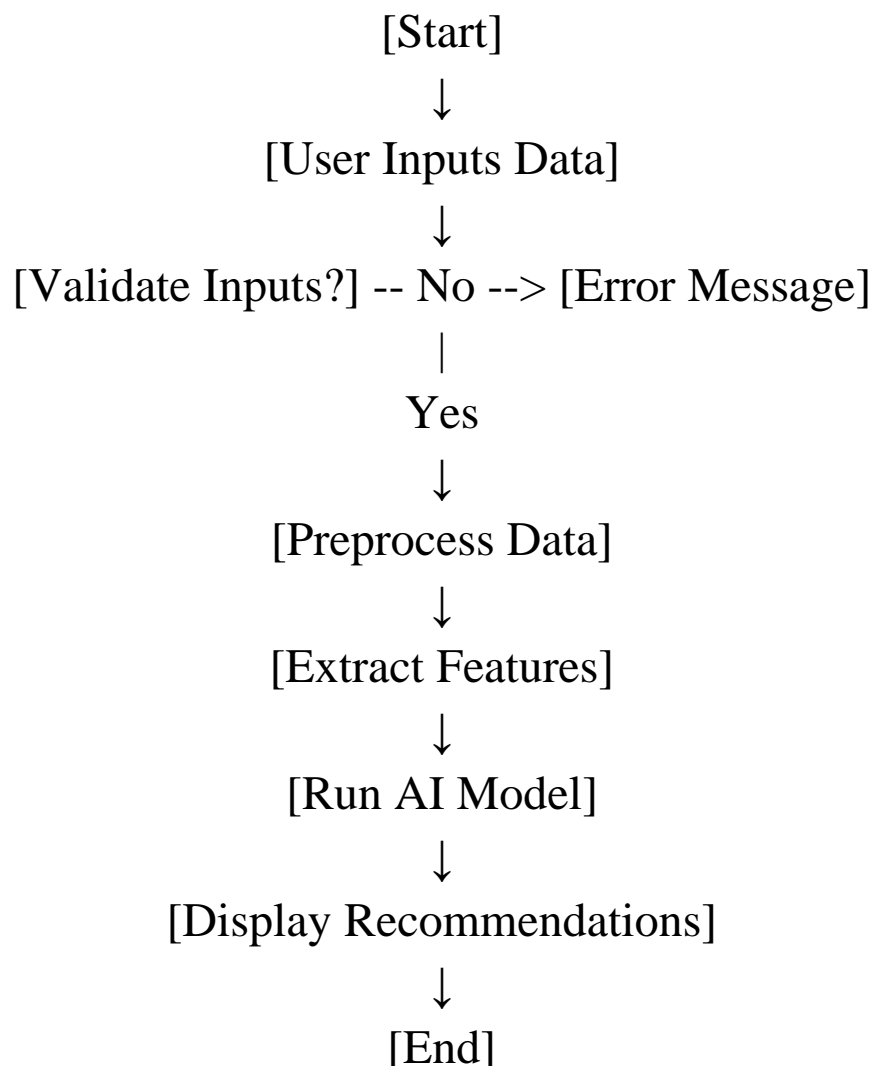 [Start]
↓
[User Inputs Data]
↓
[Validate Inputs?] -- No --> [Error Message]
|
Yes
↓
[Preprocess Data]
↓
[Extract Features]
↓
[Run AI Model]
↓
[Display Recommendations]
↓
[End]